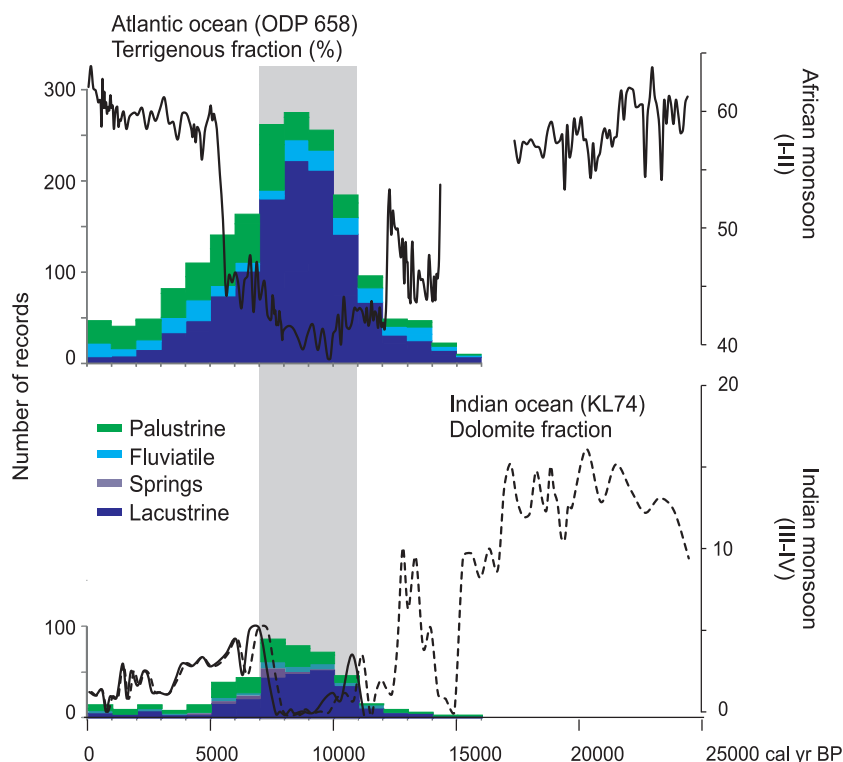 Atlantic ocean (ODP 658)
Terrigenous fraction (%)
300
200
100
0
60
50
40
African monsoon
(I-II)
Number of records
Palustrine
Fluviatile
Springs
Lacustrine
Indian ocean (KL74)
Dolomite fraction
20
10
0
Indian monsoon
(III-IV)
100
0
0
5000
10000
15000
20000
25000 cal yr BP